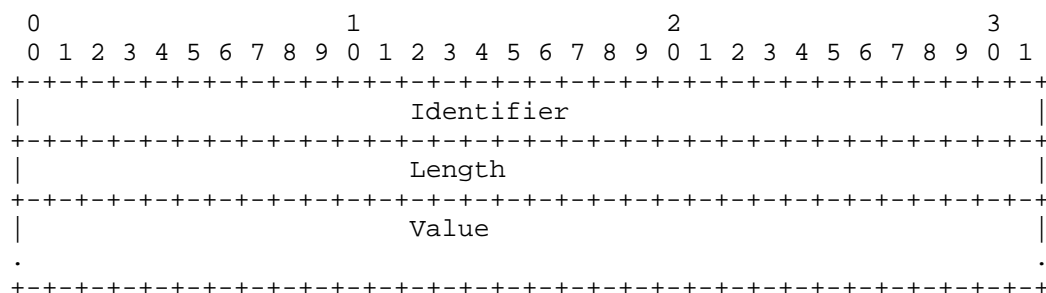 0                   1                   2                   3
 0 1 2 3 4 5 6 7 8 9 0 1 2 3 4 5 6 7 8 9 0 1 2 3 4 5 6 7 8 9 0 1
+-+-+-+-+-+-+-+-+-+-+-+-+-+-+-+-+-+-+-+-+-+-+-+-+-+-+-+-+-+-+-+-+
|                        Identifier                             |
+-+-+-+-+-+-+-+-+-+-+-+-+-+-+-+-+-+-+-+-+-+-+-+-+-+-+-+-+-+-+-+-+
|                        Length                                 |
+-+-+-+-+-+-+-+-+-+-+-+-+-+-+-+-+-+-+-+-+-+-+-+-+-+-+-+-+-+-+-+-+
|                        Value                                  |
.                                                               .
+-+-+-+-+-+-+-+-+-+-+-+-+-+-+-+-+-+-+-+-+-+-+-+-+-+-+-+-+-+-+-+-+